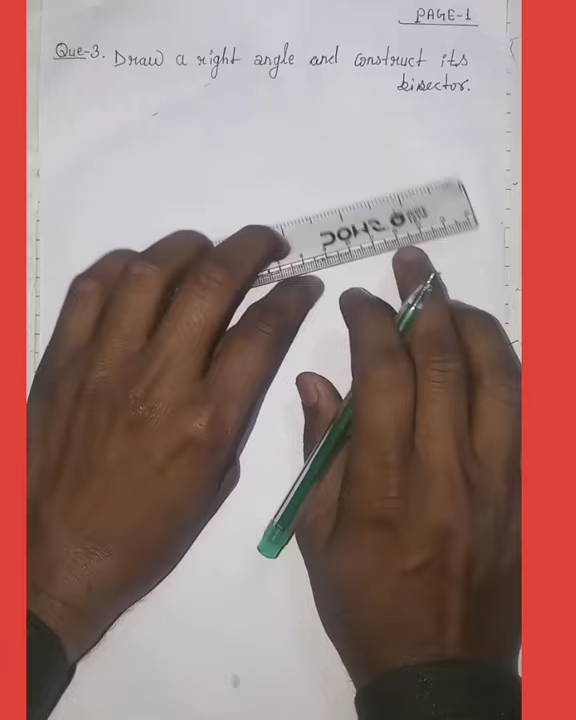 PAGE-1
Que-3. Draw a right angle and construct its
bisector.
DOMS